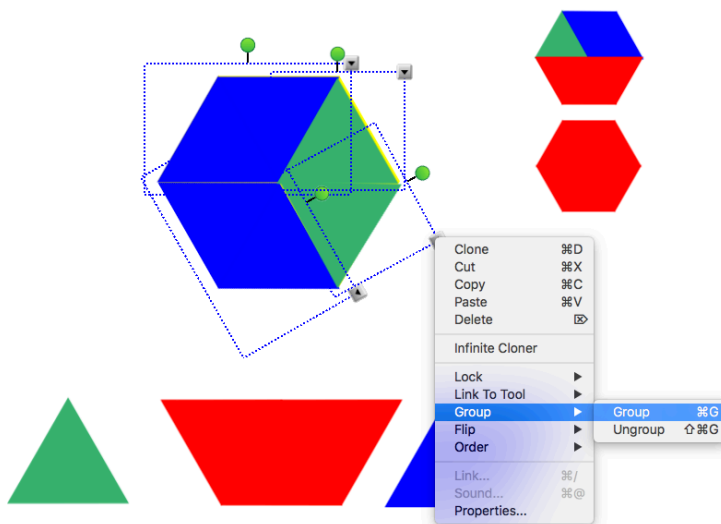 Clone ⌘D
Cut ⌘X
Copy ⌘C
Paste ⌘V
Delete ⌦
Infinite Cloner
Lock ▶
Link To Tool ▶
Group ▶ Group ⌘G
Flip ▶ Ungroup ⇧⌘G
Order ▶
Link... ⌘/
Sound... ⌘@
Properties...